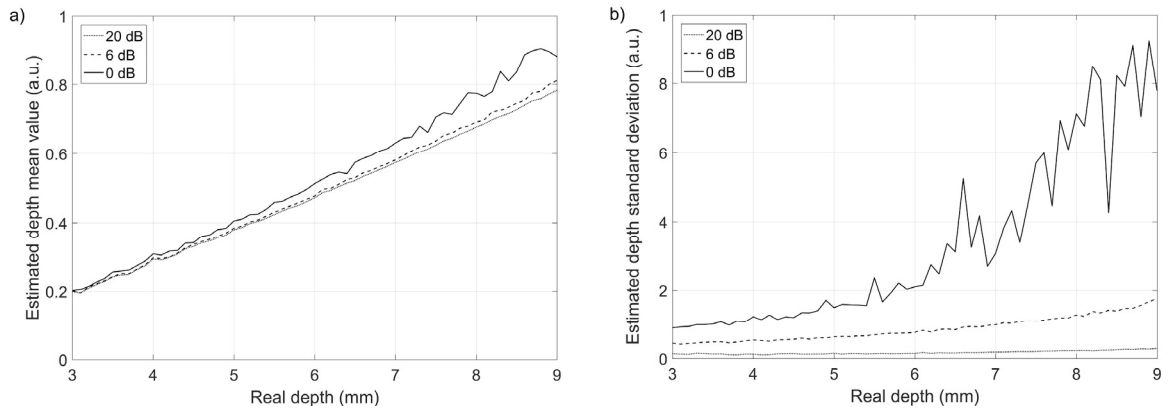 a)
Estimated depth mean value (a.u.)
1
0.8
0.6
0.4
0.2
0
20 dB
6 dB
0 dB
3 4 5 6 7 8 9
Real depth (mm)
b)
Estimated depth standard deviation (a.u.)
1
8
6
4
2
0
20 dB
6 dB
0 dB
3 4 5 6 7 8 9
Real depth (mm)